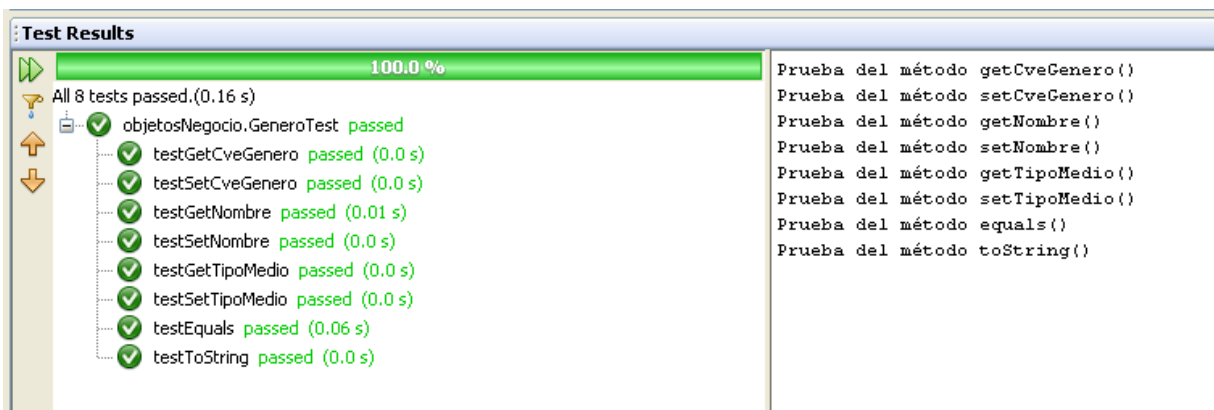 Test Results
100.0 %
All 8 tests passed.(0.16 s)
objetosNegocio.GeneroTest passed
testGetCveGenero passed (0.0 s)
testSetCveGenero passed (0.0 s)
testGetNombre passed (0.01 s)
testSetNombre passed (0.0 s)
testGetTipoMedio passed (0.0 s)
testSetTipoMedio passed (0.0 s)
testEquals passed (0.06 s)
testToString passed (0.0 s)
Prueba del método getCveGenero()
Prueba del método setCveGenero()
Prueba del método getNombre()
Prueba del método setNombre()
Prueba del método getTipoMedio()
Prueba del método setTipoMedio()
Prueba del método equals()
Prueba del método toString()